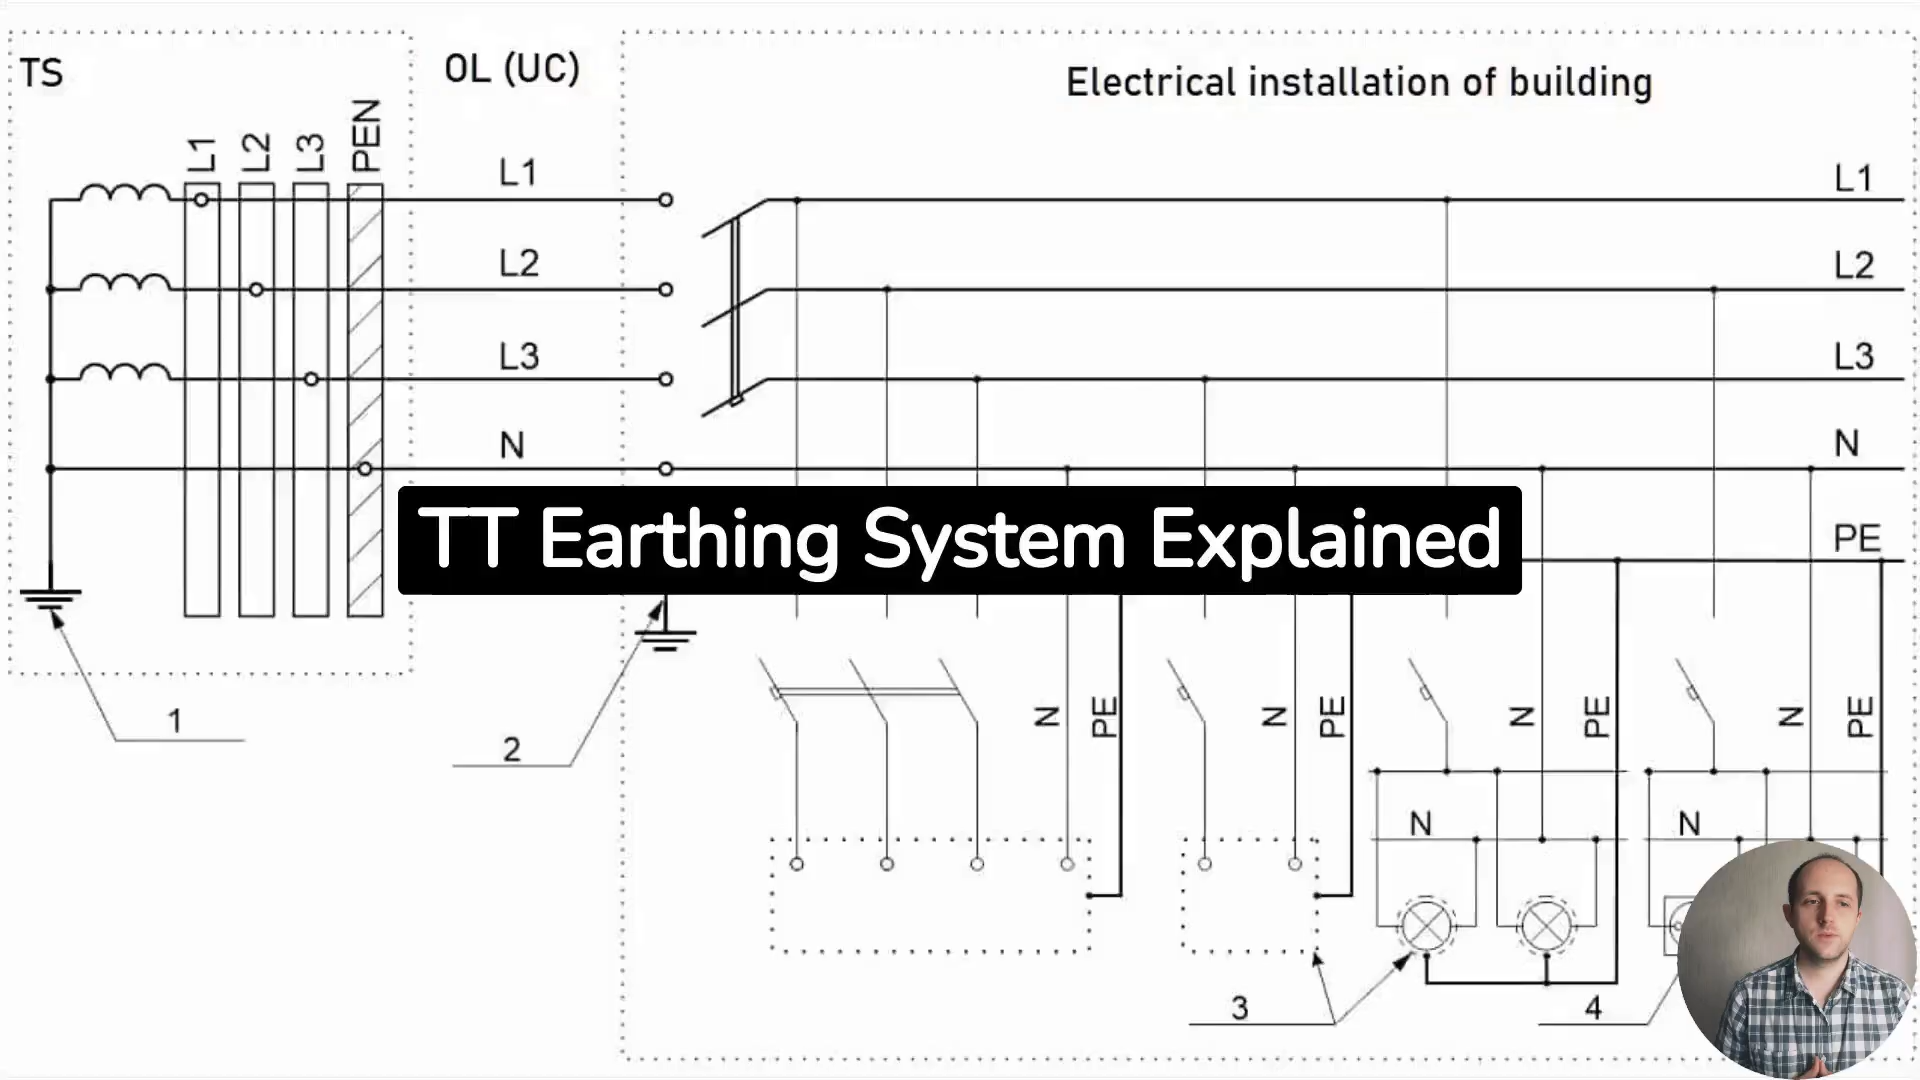 TS
OL (UC)
Electrical installation of building
L1
L2
L3
PEN
L1
L1
L2
L2
L3
L3
N
N
TT Earthing System Explained
PE
N
PE
N
PE
N
PE
N
PE
1
2
N
N
3
4